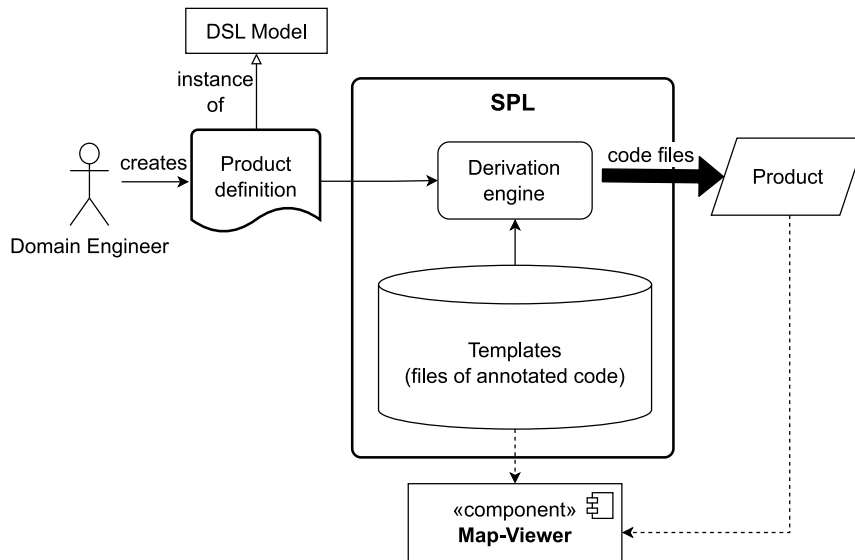 DSL Model
instance
of
SPL
creates
Product
definition
Derivation
engine
code files
Product
Domain Engineer
Templates
(files of annotated code)
«component»
Map-Viewer